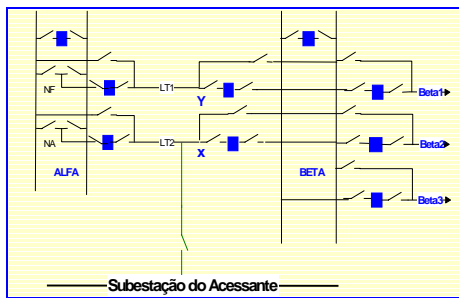 NF
LT1
Y
Beta1
NA
LT2
X
Beta2
ALFA
BETA
Beta3
Subestação do Acessante